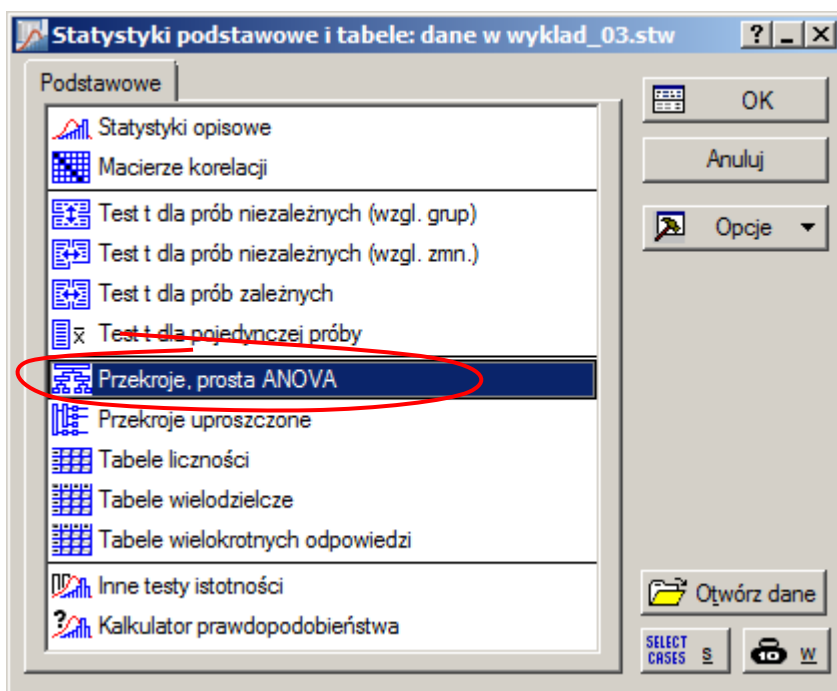 Statystyki podstawowe i tabele: dane w wyklad_03.stw
Podstawowe
Statystyki opisowe
Macierze korelacji
Test t dla prób niezależnych (wzgl. grup)
Test t dla prób niezależnych (wzgl. zmn.)
Test t dla prób zależnych
Test t dla pojedynczej próby
Przekroje, prosta ANOVA
Przekroje uproszczone
Tabele liczności
Tabele wielodzielcze
Tabele wielokrotnych odpowiedzi
Inne testy istotności
Kalkulator prawdopodobieństwa
OK
Anuluj
Opcje
Otwórz dane
SELECT CASES S
10 W